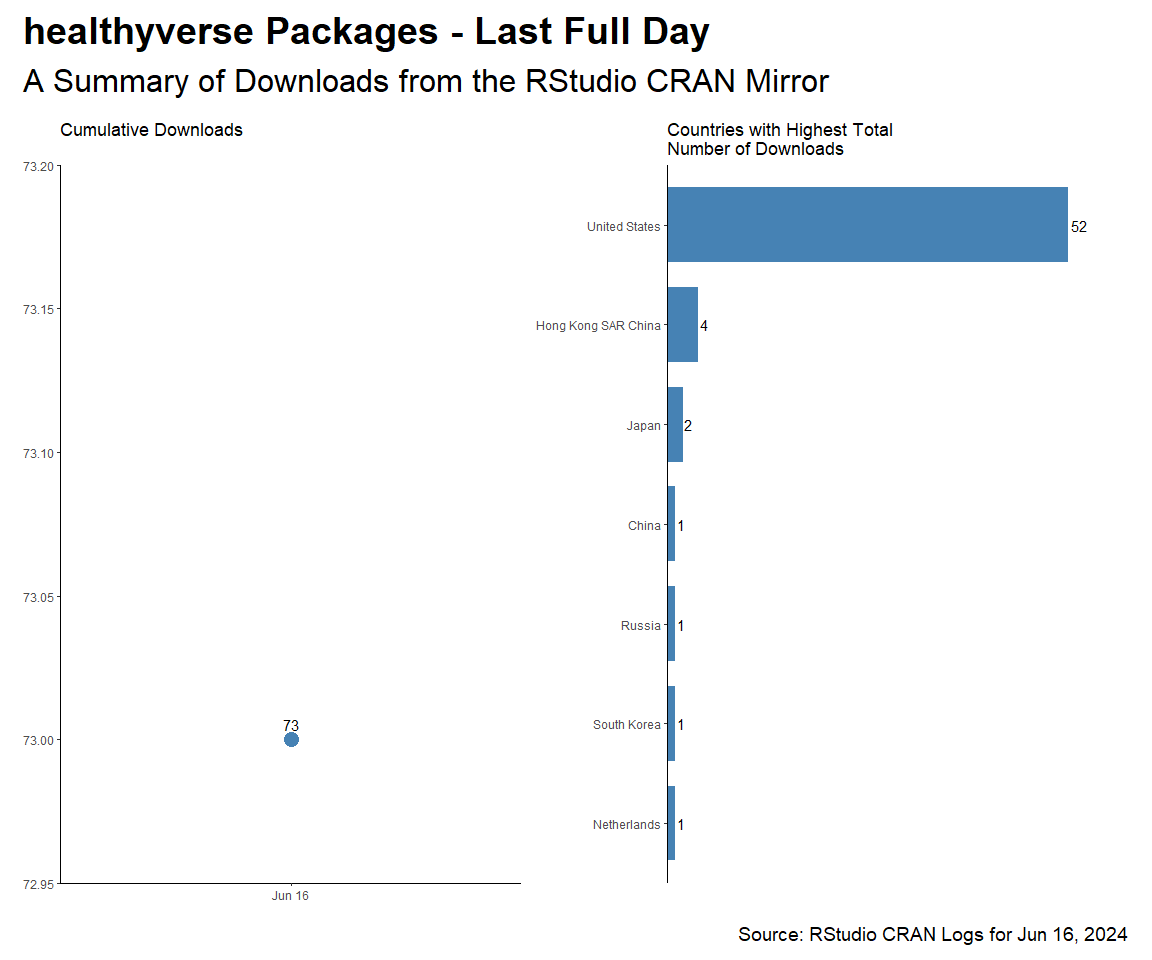 healthyverse Packages - Last Full Day
A Summary of Downloads from the RStudio CRAN Mirror
Cumulative Downloads
73.20
73.15
73.10
73.05
73.00
72.95
73
Jun 16
Countries with Highest Total
Number of Downloads
United States 52
Hong Kong SAR China 4
Japan 2
China 1
Russia 1
South Korea 1
Netherlands 1
Source: RStudio CRAN Logs for Jun 16, 2024